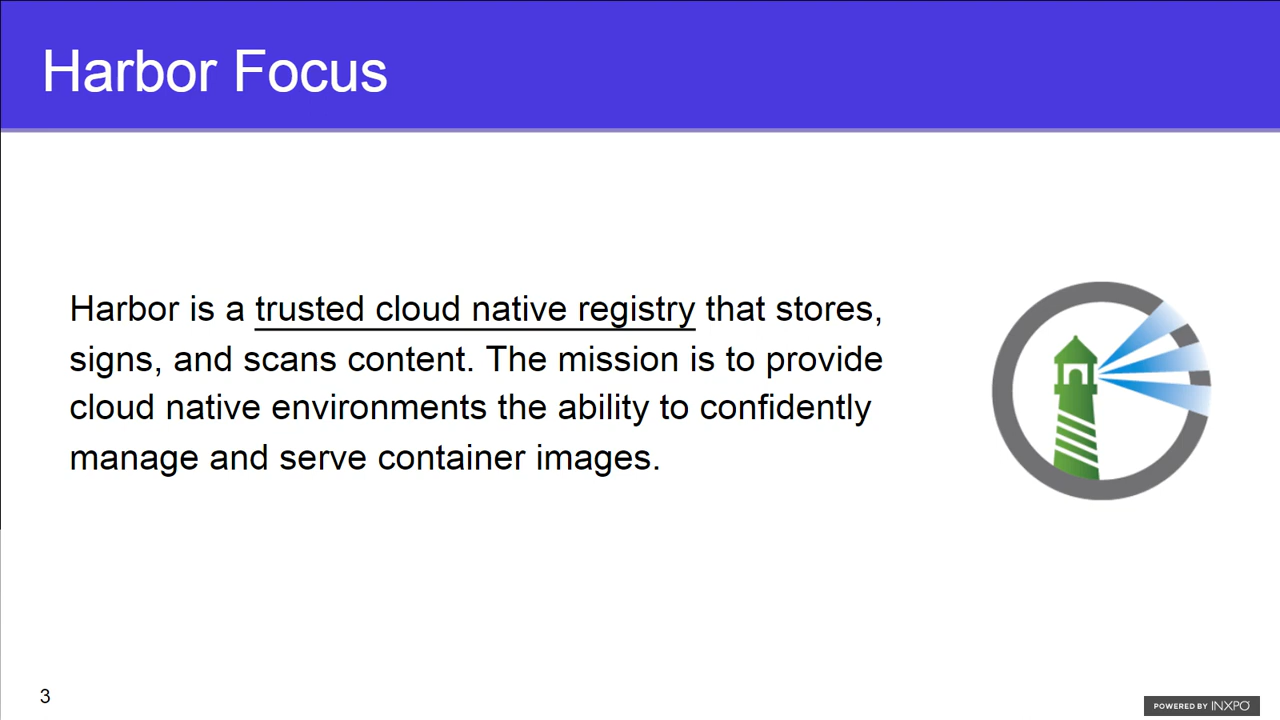 Harbor Focus
Harbor is a trusted cloud native registry that stores,
signs, and scans content. The mission is to provide
cloud native environments the ability to confidently
manage and serve container images.
3
POWERED BY INXPO